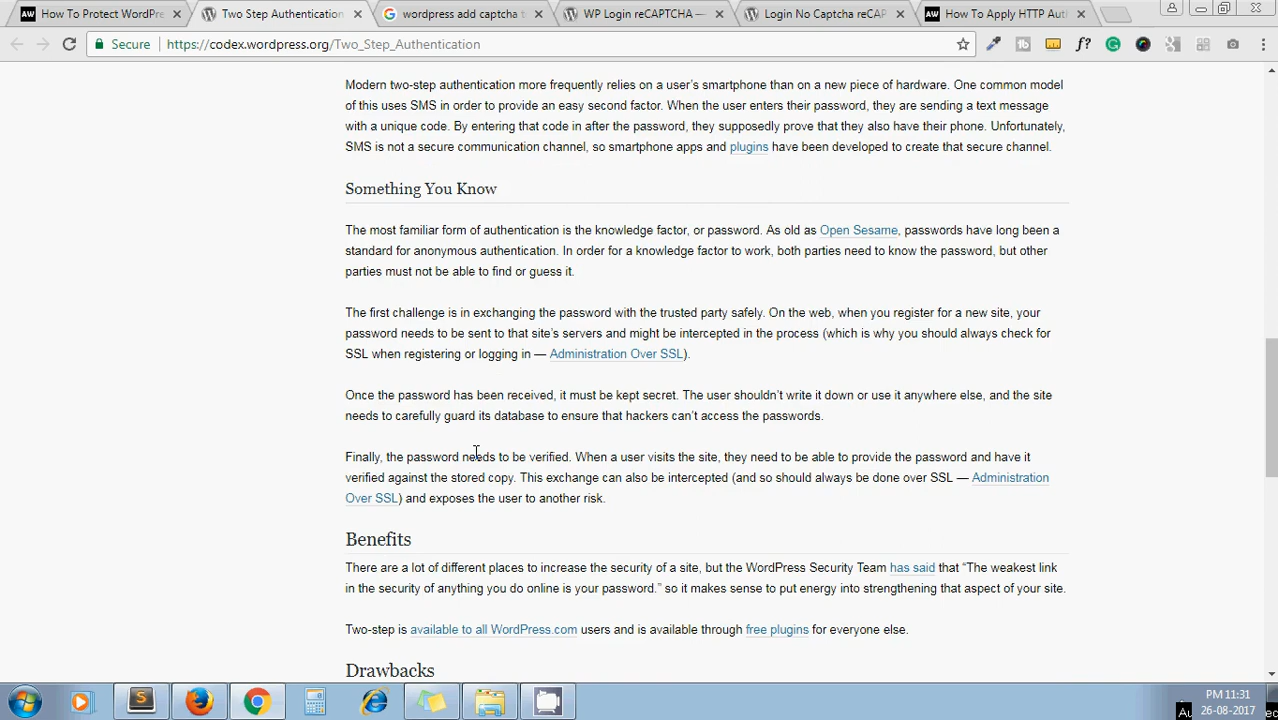 How To Protect WordPre
Two Step Authentication
wordpress add captcha t
WP Login reCAPTCHA —
Login No Captcha reCAP
How To Apply HTTP Aut
Secure
https://codex.wordpress.org/Two_Step_Authentication
Modern two-step authentication more frequently relies on a user's smartphone than on a new piece of hardware. One common model
of this uses SMS in order to provide an easy second factor. When the user enters their password, they are sending a text message
with a unique code. By entering that code in after the password, they supposedly prove that they also have their phone. Unfortunately,
SMS is not a secure communication channel, so smartphone apps and plugins have been developed to create that secure channel.
Something You Know
The most familiar form of authentication is the knowledge factor, or password. As old as Open Sesame, passwords have long been a
standard for anonymous authentication. In order for a knowledge factor to work, both parties need to know the password, but other
parties must not be able to find or guess it.
The first challenge is in exchanging the password with the trusted party safely. On the web, when you register for a new site, your
password needs to be sent to that site's servers and might be intercepted in the process (which is why you should always check for
SSL when registering or logging in — Administration Over SSL).
Once the password has been received, it must be kept secret. The user shouldn't write it down or use it anywhere else, and the site
needs to carefully guard its database to ensure that hackers can't access the passwords.
Finally, the password needs to be verified. When a user visits the site, they need to be able to provide the password and have it
verified against the stored copy. This exchange can also be intercepted (and so should always be done over SSL — Administration
Over SSL) and exposes the user to another risk.
Benefits
There are a lot of different places to increase the security of a site, but the WordPress Security Team has said that “The weakest link
in the security of anything you do online is your password.” so it makes sense to put energy into strengthening that aspect of your site.
Two-step is available to all WordPress.com users and is available through free plugins for everyone else.
Drawbacks
PM 11:31
26-08-2017